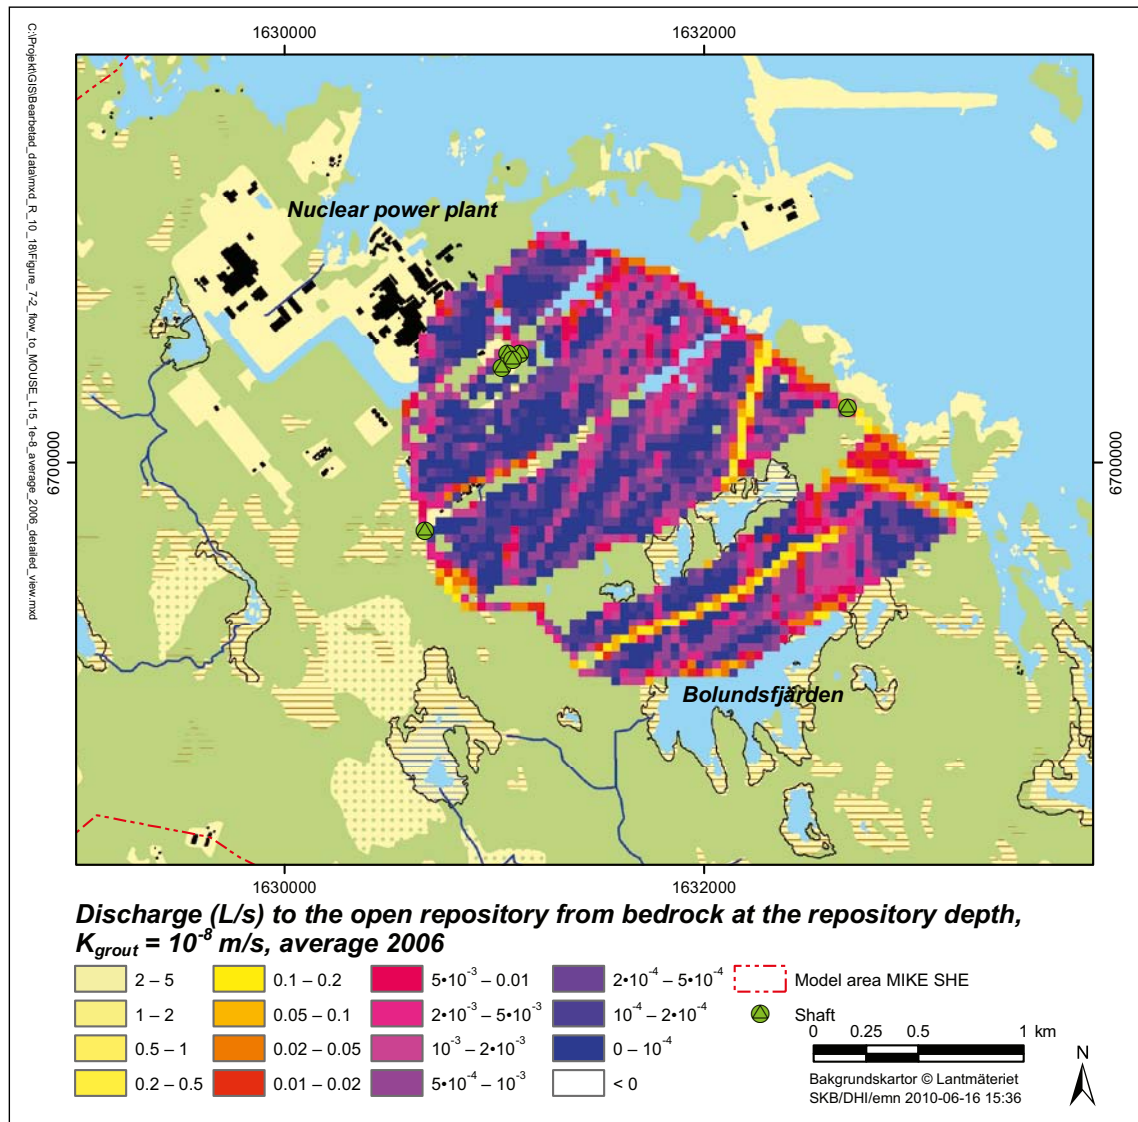 1630000
1632000
C:\Projekt\GIS\Bearbetad_data\mxd_R_10_18\Figure_7-2_flow to_MOUSE_L15_1e-8_average_2006_detailed_view.mxd
Nuclear power plant
6700000
6700000
Bolundsfjärden
1630000
1632000
Discharge (L/s) to the open repository from bedrock at the repository depth,
K_grout = 10^-8 m/s, average 2006
2 – 5
1 – 2
0.5 – 1
0.2 – 0.5
0.1 – 0.2
0.05 – 0.1
0.02 – 0.05
0.01 – 0.02
5•10^-3 – 0.01
2•10^-3 – 5•10^-3
10^-3 – 2•10^-3
5•10^-4 – 10^-3
2•10^-4 – 5•10^-4
10^-4 – 2•10^-4
0 – 10^-4
< 0
Model area MIKE SHE
Shaft
0 0.25 0.5 1 km
Bakgrundskartor © Lantmäteriet
SKB/DHI/emn 2010-06-16 15:36
N